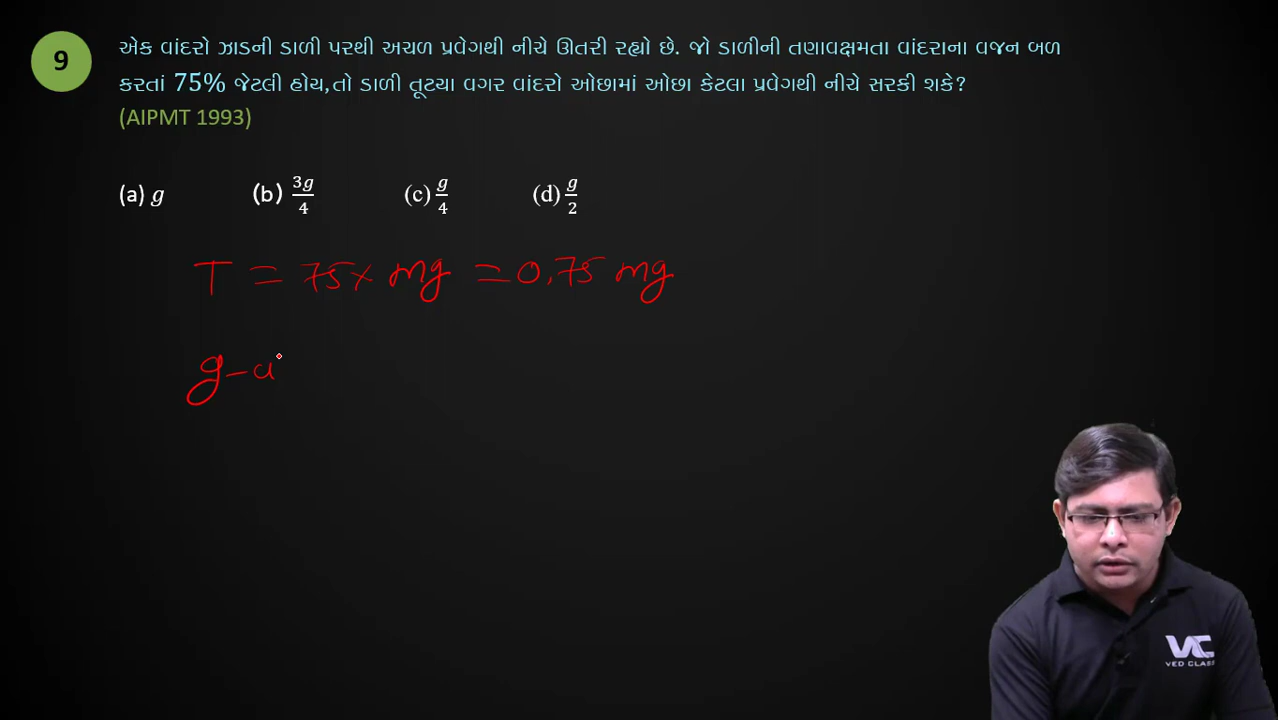 9
એક વાંદરો ઝાડની ડાળી પરથી અચળ પ્રવેગથી નીચે ઊતરી રહ્યો છે. જો ડાળીની તણાવક્ષમતા વાંદરાના વજન બળ
કરતાં 75% જેટલી હોય,તો ડાળી તૂટ્યા વગર વાંદરો ઓછામાં ઓછા કેટલા પ્રવેગથી નીચે સરકી શકે?
(AIPMT 1993)
(a) g (b) 3g/4 (c) g/4 (d) g/2
T = 75 × mg = 0.75 mg
g - a
VC
VED CLASS